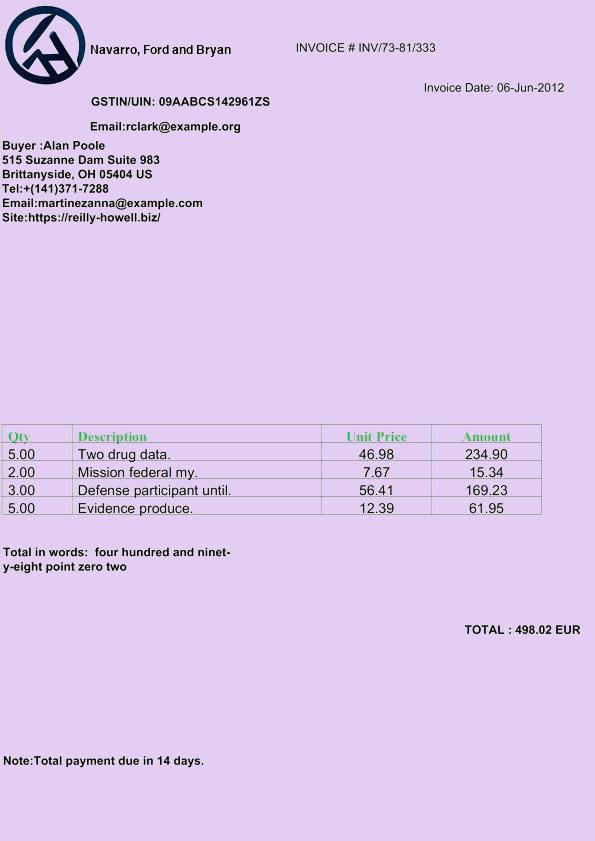 Navarro, Ford and Bryan
INVOICE # INV/73-81/333
Invoice Date: 06-Jun-2012
GSTIN/UIN: 09AABCS142961ZS
Email:rclark@example.org
Buyer :Alan Poole
515 Suzanne Dam Suite 983
Brittanyside, OH 05404 US
Tel:+(141)371-7288
Email:martinezanna@example.com
Site:https://reilly-howell.biz/
Qty Description Unit Price Amount
5.00 Two drug data. 46.98 234.90
2.00 Mission federal my. 7.67 15.34
3.00 Defense participant until. 56.41 169.23
5.00 Evidence produce. 12.39 61.95
Total in words: four hundred and ninet-
y-eight point zero two
TOTAL : 498.02 EUR
Note:Total payment due in 14 days.